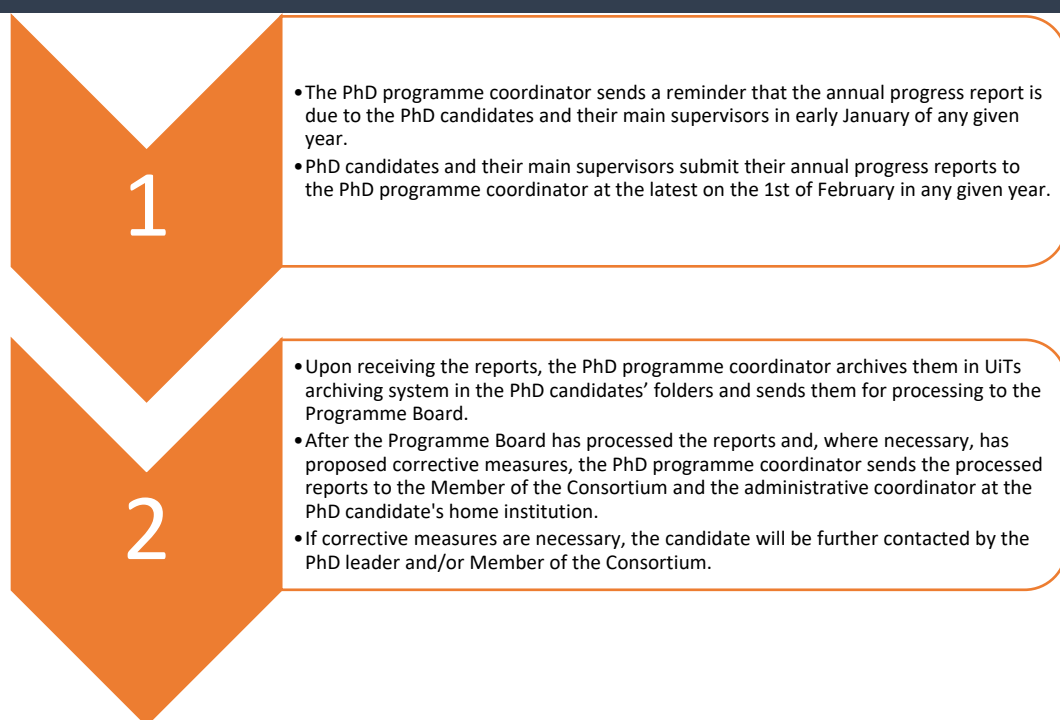 1
•The PhD programme coordinator sends a reminder that the annual progress report is
due to the PhD candidates and their main supervisors in early January of any given
year.
•PhD candidates and their main supervisors submit their annual progress reports to
the PhD programme coordinator at the latest on the 1st of February in any given year.
2
•Upon receiving the reports, the PhD programme coordinator archives them in UiTs
archiving system in the PhD candidates’ folders and sends them for processing to the
Programme Board.
•After the Programme Board has processed the reports and, where necessary, has
proposed corrective measures, the PhD programme coordinator sends the processed
reports to the Member of the Consortium and the administrative coordinator at the
PhD candidate's home institution.
•If corrective measures are necessary, the candidate will be further contacted by the
PhD leader and/or Member of the Consortium.